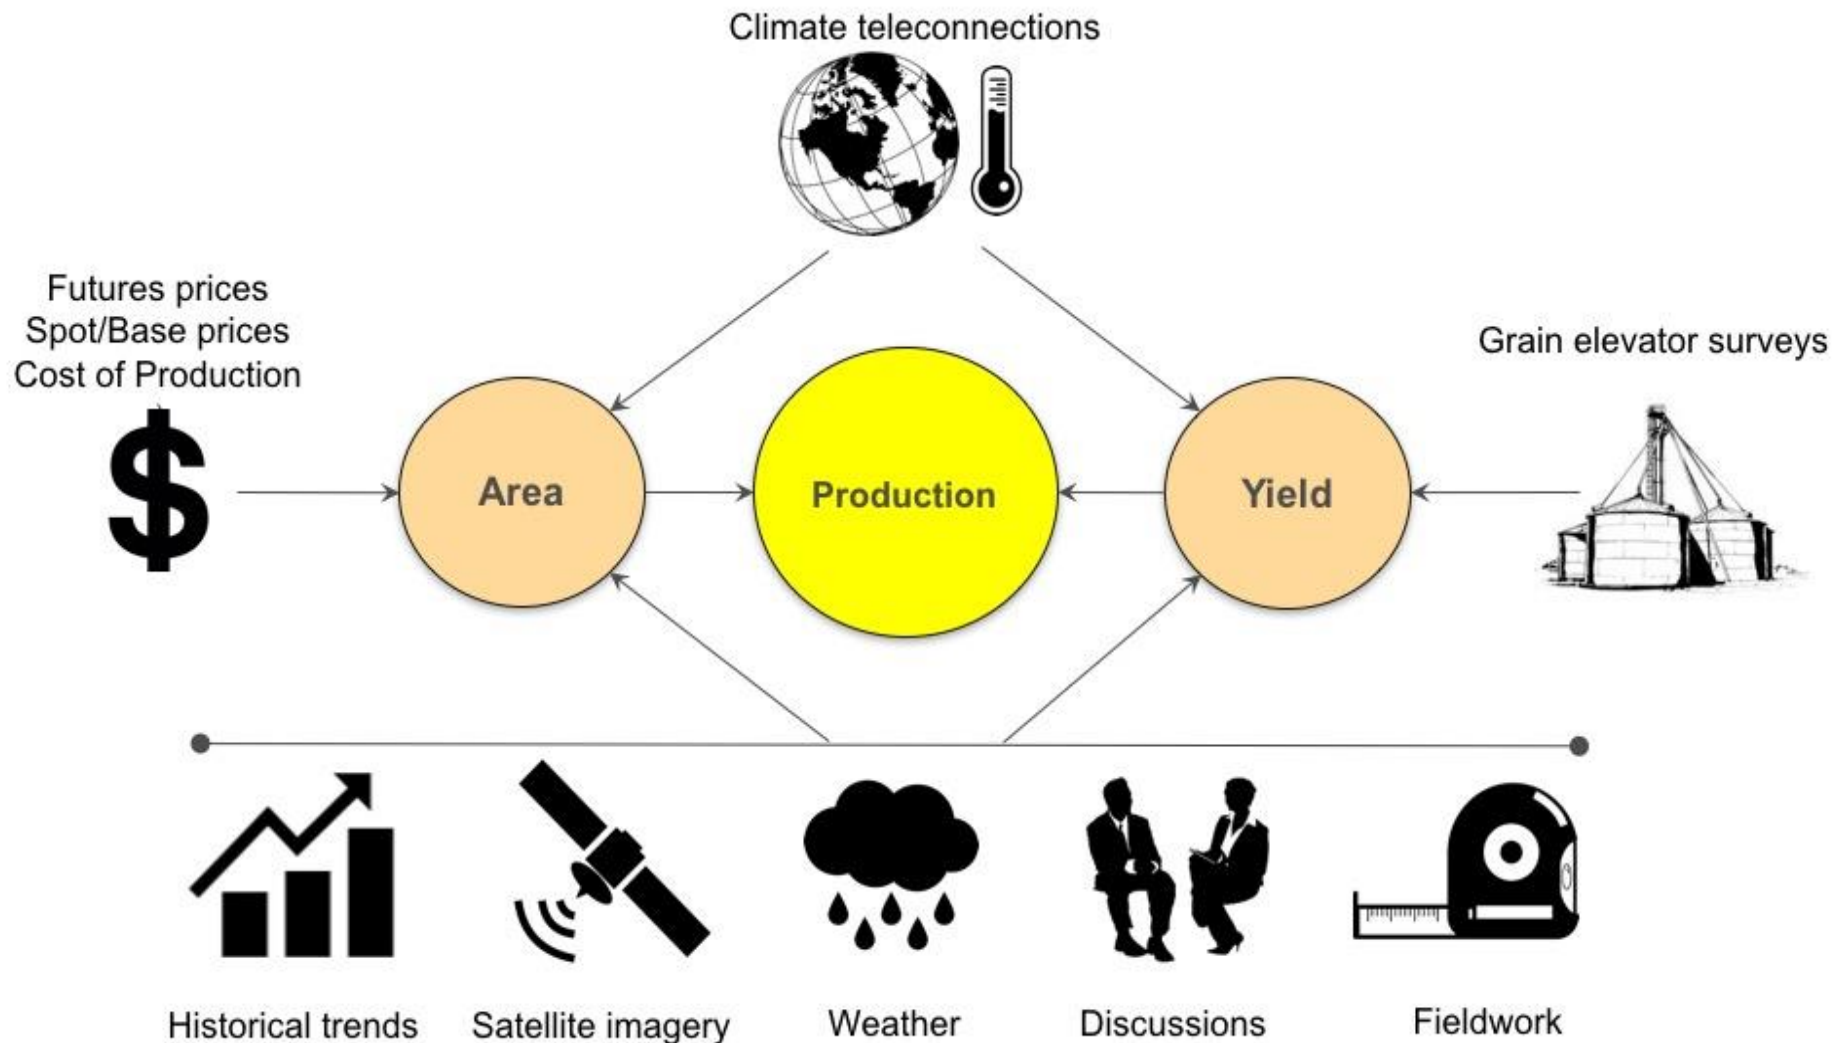 Climate teleconnections
Futures prices
Spot/Base prices
Cost of Production
$
Grain elevator surveys
Area
Production
Yield
Historical trends
Satellite imagery
Weather
Discussions
Fieldwork